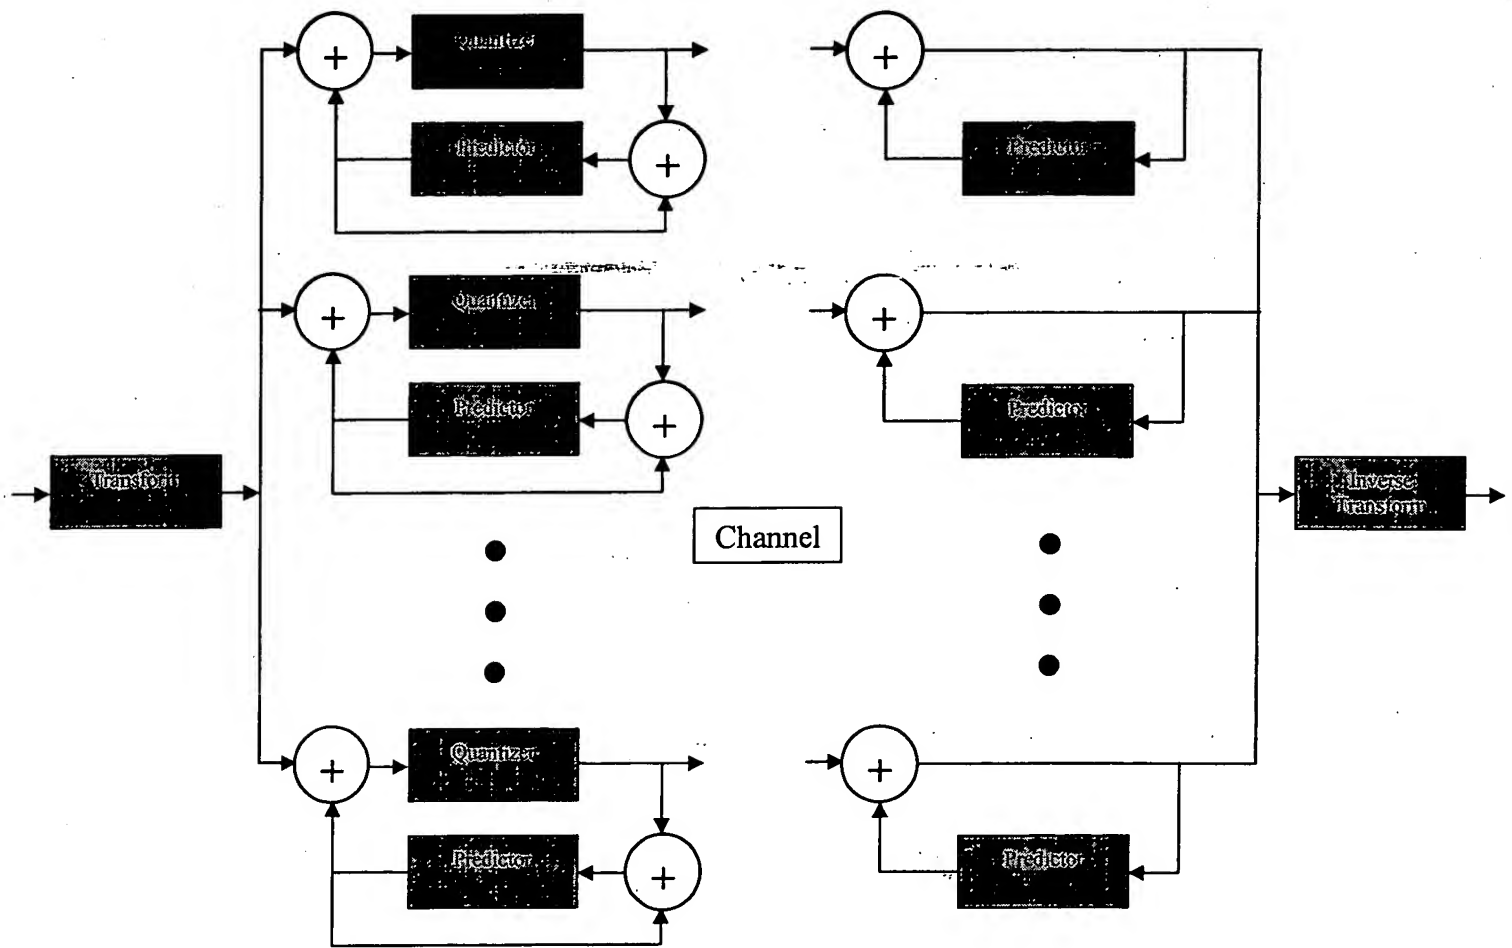 Quantizer
Predictor
Predictor
Quantizer
Predictor
Predictor
Transform
Inverse
Transform
Channel
Quantizer
Predictor
Predictor
+
+
+
+
+
+
+
+
+